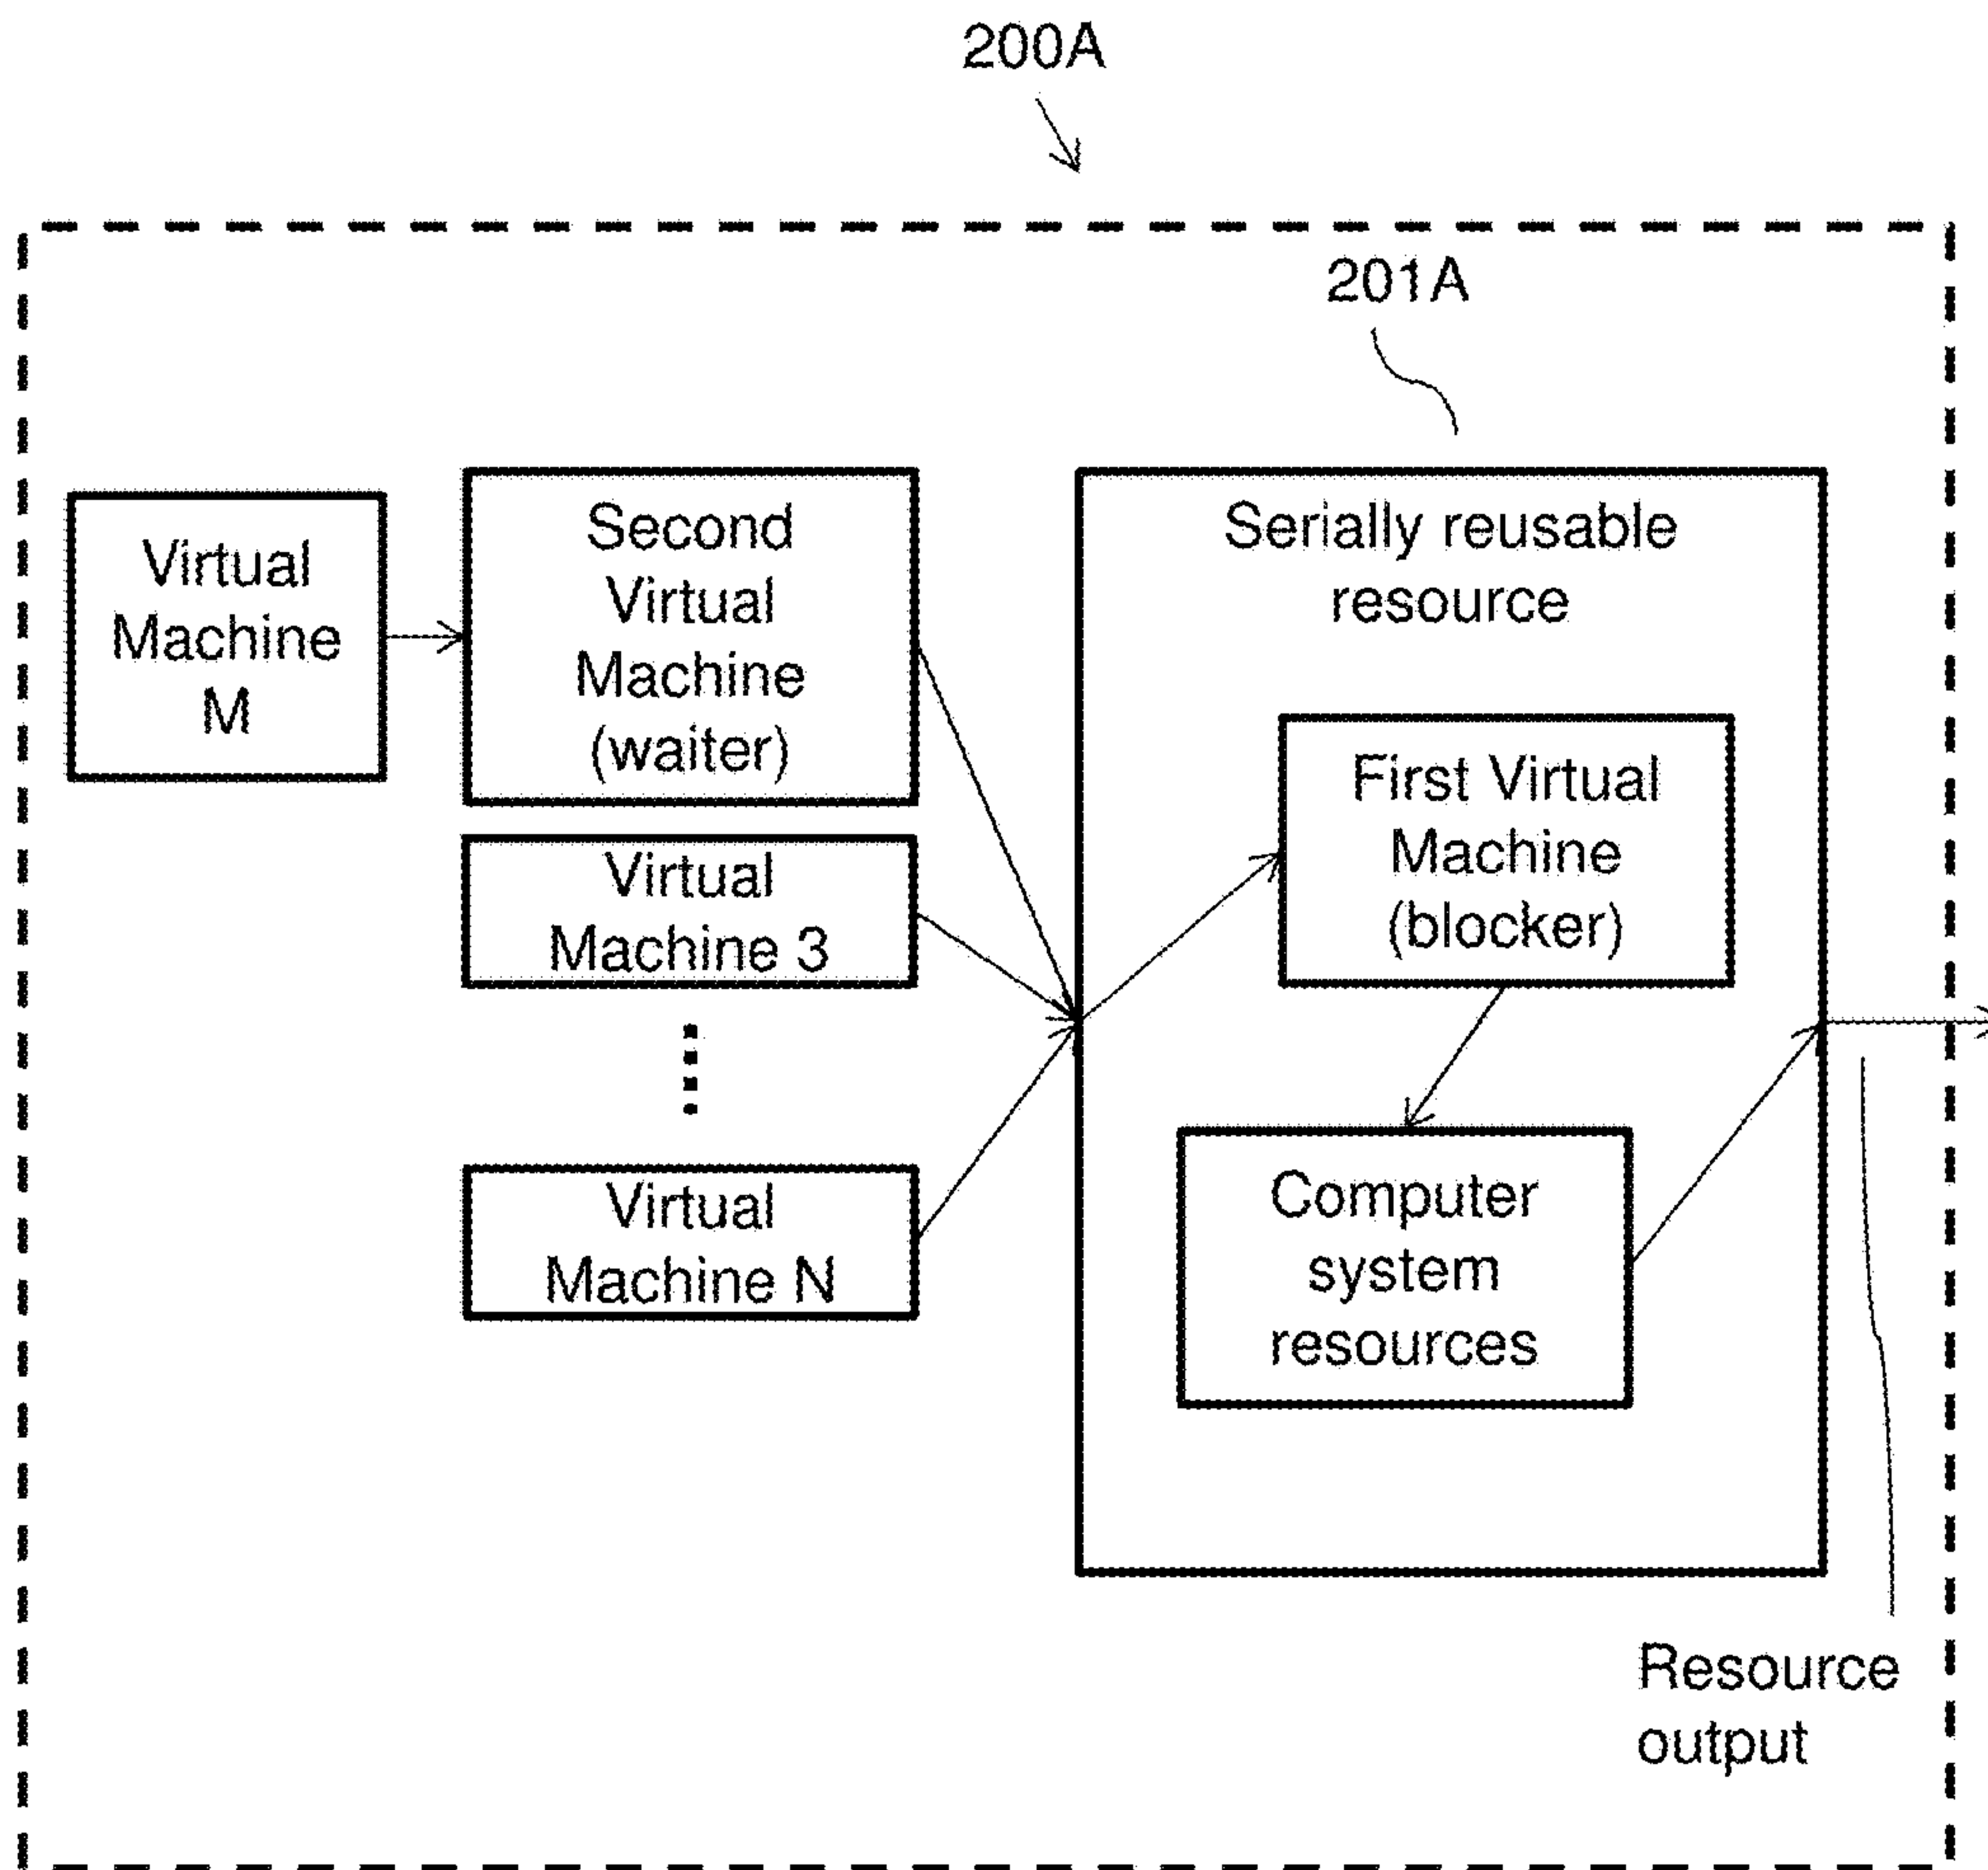 200A
201A
Virtual
Machine
M
Second
Virtual
Machine
(waiter)
Virtual
Machine 3
Virtual
Machine N
Serially reusable
resource
First Virtual
Machine
(blocker)
Computer
system
resources
Resource
output